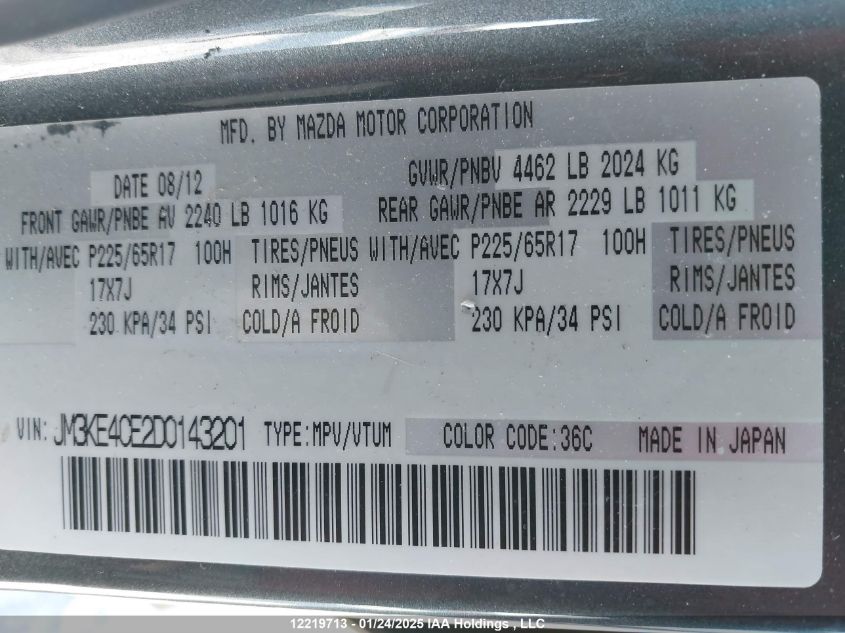 MFD. BY MAZDA MOTOR CORPORATION
DATE 08/12 GVWR/PNBV 4462 LB 2024 KG
FRONT GAWR/PNBE AV 2240 LB 1016 KG REAR GAWR/PNBE AR 2229 LB 1011 KG
WITH/AVEC P225/65R17 100H TIRES/PNEUS WITH/AVEC P225/65R17 100H TIRES/PNEUS
17X7J RIMS/JANTES 17X7J RIMS/JANTES
230 KPA/34 PSI COLD/A FROID 230 KPA/34 PSI COLD/A FROID
VIN: JM3KE4CE2D0143201 TYPE:MPV/VTUM COLOR CODE:36C MADE IN JAPAN
12219713 - 01/24/2025 IAA Holdings , LLC